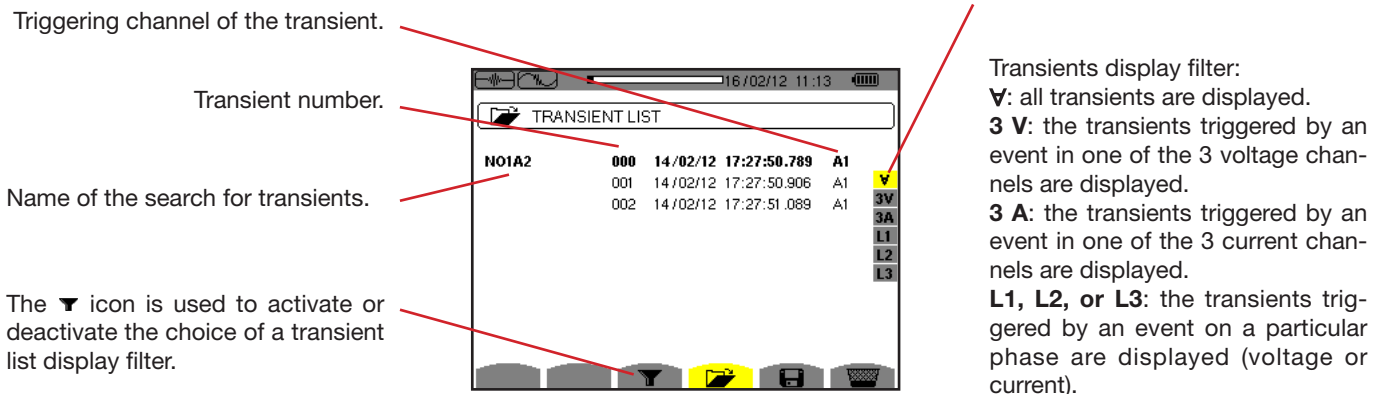 Triggering channel of the transient.
Transient number.
Name of the search for transients.
The icon is used to activate or
deactivate the choice of a transient
list display filter.
16/02/12 11:13
TRANSIENT LIST
NO1A2 000 14/02/12 17:27:50.789 A1
001 14/02/12 17:27:50.906 A1
002 14/02/12 17:27:51.089 A1
∀
3V
3A
L1
L2
L3
Transients display filter:
∀: all transients are displayed.
3 V: the transients triggered by an
event in one of the 3 voltage chan-
nels are displayed.
3 A: the transients triggered by an
event in one of the 3 current chan-
nels are displayed.
L1, L2, or L3: the transients trig-
gered by an event on a particular
phase are displayed (voltage or
current).